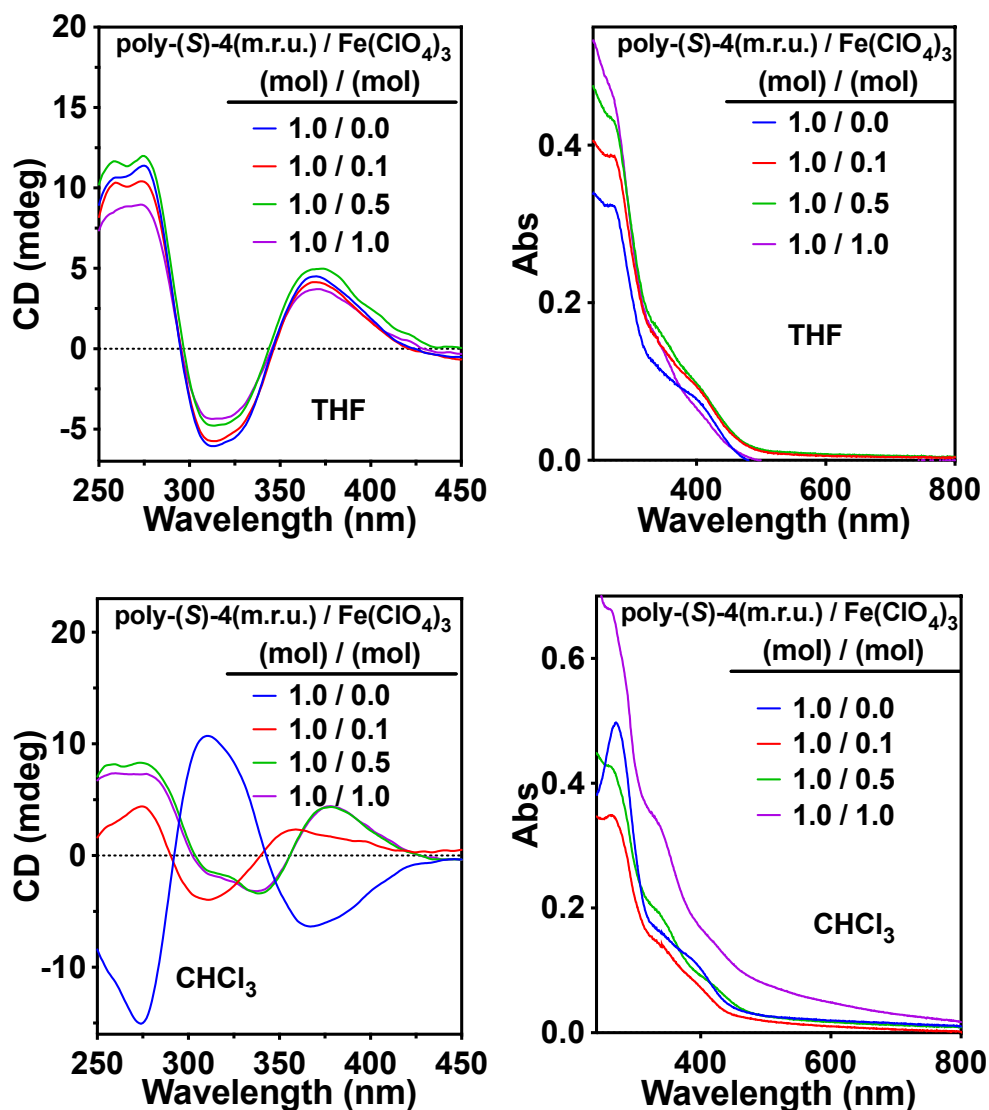 poly-(S)-4(m.r.u.) / Fe(ClO₄)₃
(mol) / (mol)
1.0 / 0.0
1.0 / 0.1
1.0 / 0.5
1.0 / 1.0
THF
CD (mdeg)
20
15
10
5
0
-5
250 300 350 400 450
Wavelength (nm)
poly-(S)-4(m.r.u.) / Fe(ClO₄)₃
(mol) / (mol)
1.0 / 0.0
1.0 / 0.1
1.0 / 0.5
1.0 / 1.0
THF
Abs
0.4
0.2
0.0
400 600 800
Wavelength (nm)
poly-(S)-4(m.r.u.) / Fe(ClO₄)₃
(mol) / (mol)
1.0 / 0.0
1.0 / 0.1
1.0 / 0.5
1.0 / 1.0
CHCl₃
CD (mdeg)
20
10
0
-10
250 300 350 400 450
Wavelength (nm)
poly-(S)-4(m.r.u.) / Fe(ClO₄)₃
(mol) / (mol)
1.0 / 0.0
1.0 / 0.1
1.0 / 0.5
1.0 / 1.0
CHCl₃
Abs
0.6
0.4
0.2
0.0
400 600 800
Wavelength (nm)